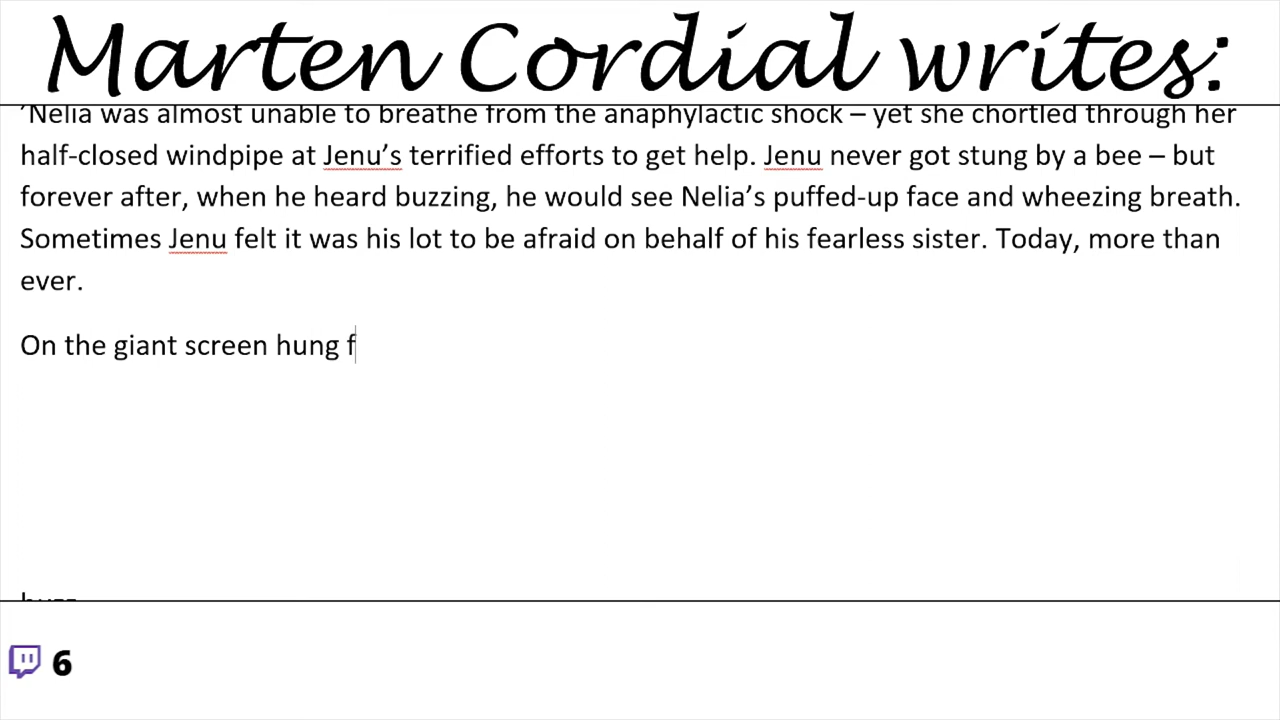 Marten Cordial writes:
'Nelia was almost unable to breathe from the anaphylactic shock – yet she chortled through her
half-closed windpipe at Jenu’s terrified efforts to get help. Jenu never got stung by a bee – but
forever after, when he heard buzzing, he would see Nelia’s puffed-up face and wheezing breath.
Sometimes Jenu felt it was his lot to be afraid on behalf of his fearless sister. Today, more than
ever.
On the giant screen hung f
6